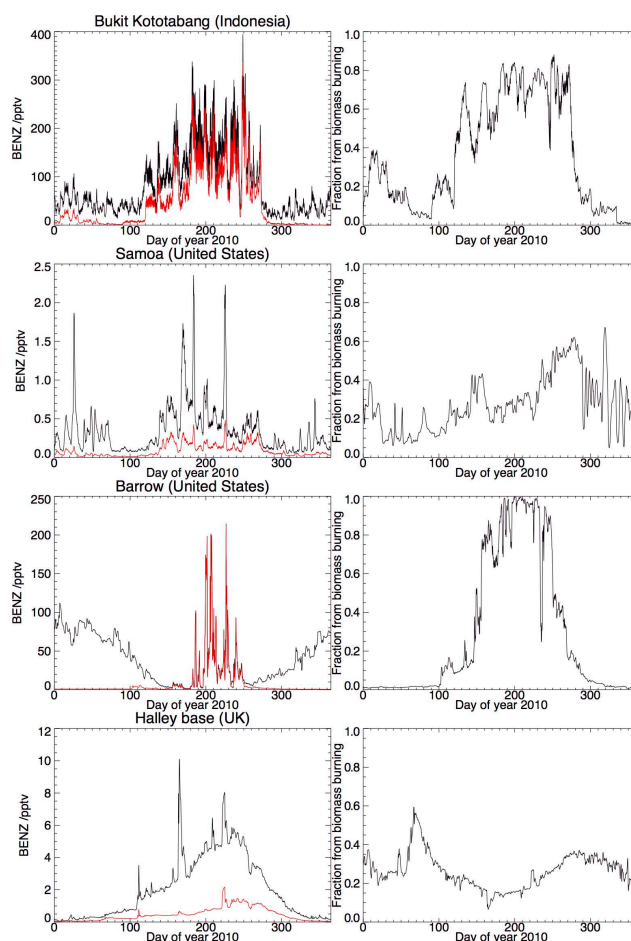 Bukit Kototabang (Indonesia)
BENZ /pptv
400
300
200
100
0
0 100 200 300
Day of year 2010
Fraction from biomass burning
1.0
0.8
0.6
0.4
0.2
0.0
0 100 200 300
Day of year 2010
Samoa (United States)
BENZ /pptv
2.5
2.0
1.5
1.0
0.5
0.0
0 100 200 300
Day of year 2010
Fraction from biomass burning
1.0
0.8
0.6
0.4
0.2
0.0
0 100 200 300
Day of year 2010
Barrow (United States)
BENZ /pptv
250
200
150
100
50
0
0 100 200 300
Day of year 2010
Fraction from biomass burning
1.0
0.8
0.6
0.4
0.2
0.0
0 100 200 300
Day of year 2010
Halley base (UK)
BENZ /pptv
12
10
8
6
4
2
0
0 100 200 300
Day of year 2010
Fraction from biomass burning
1.0
0.8
0.6
0.4
0.2
0.0
0 100 200 300
Day of year 2010